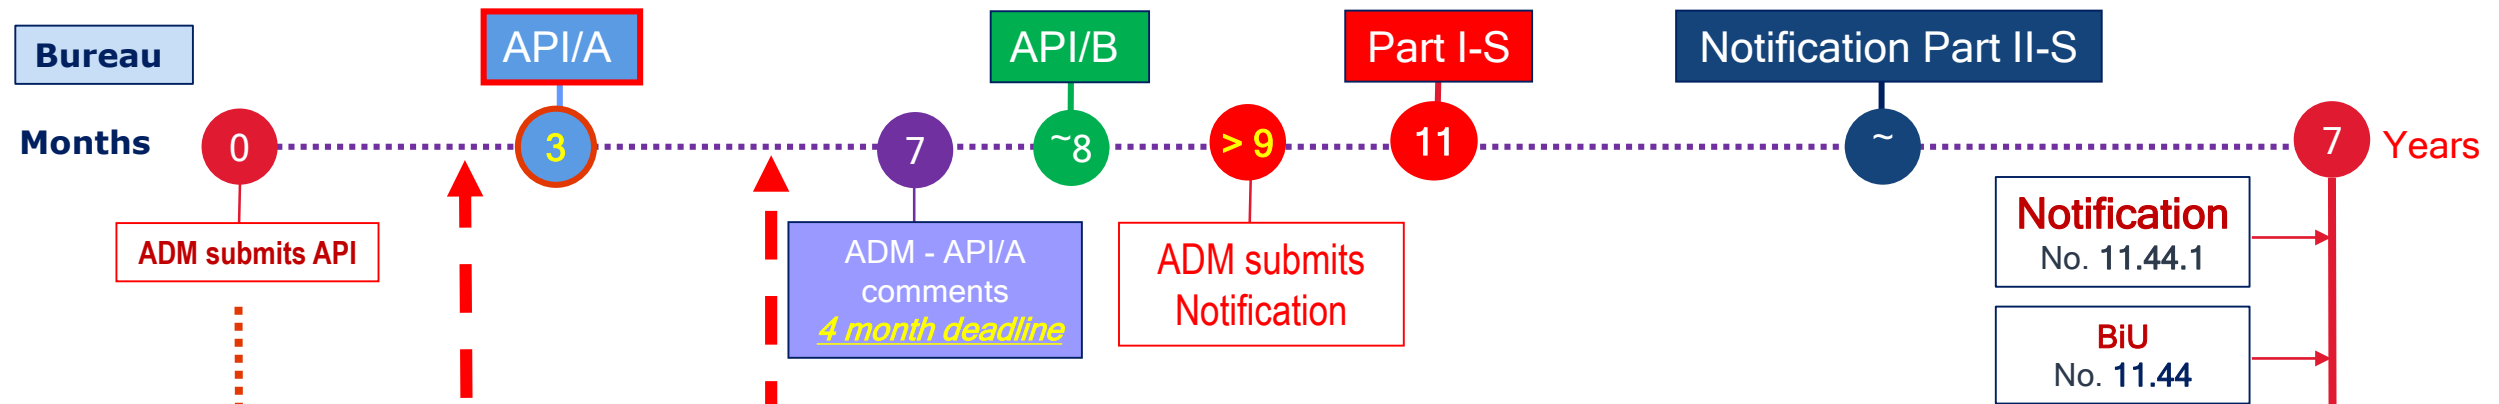 Bureau
API/A
API/B
Part I-S
Notification Part II-S
Months
0
3
7
~8
> 9
11
~
7
Years
ADM submits API
ADM - API/A
comments
4 month deadline
ADM submits
Notification
Notification
No. 11.44.1
BiU
No. 11.44